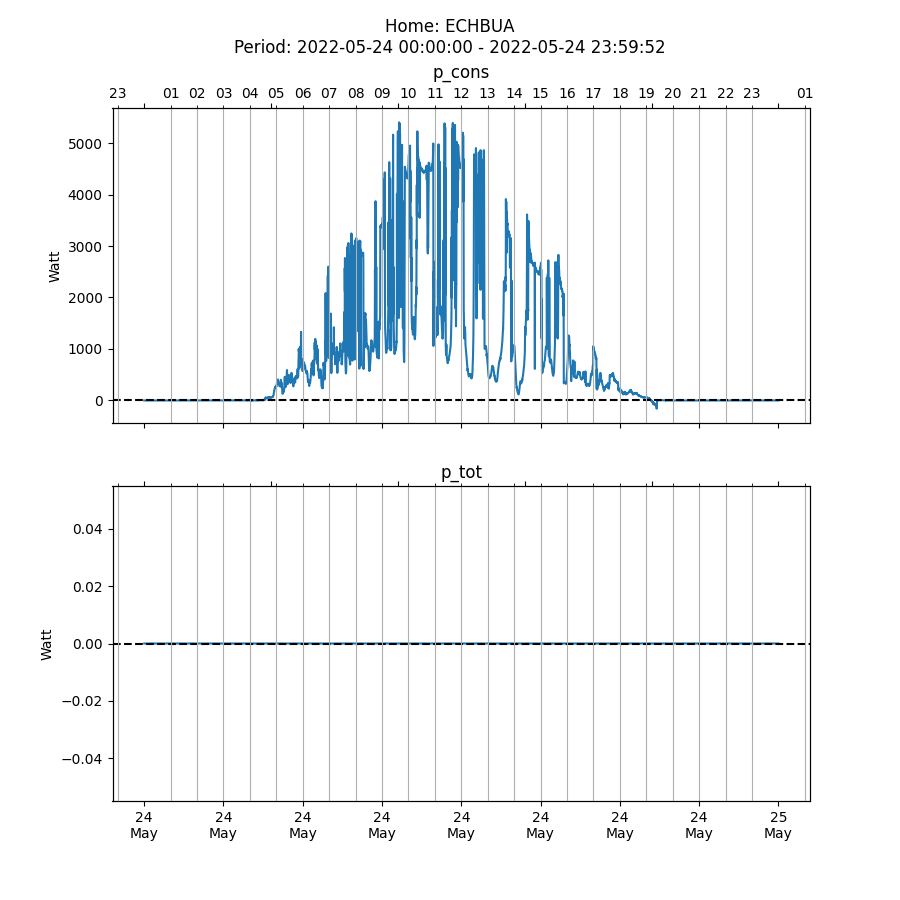 Home: ECHBUA
Period: 2022-05-24 00:00:00 - 2022-05-24 23:59:52
p_cons
23 01 02 03 04 05 06 07 08 09 10 11 12 13 14 15 16 17 18 19 20 21 22 23 01
5000
4000
3000
2000
1000
0
Watt
p_tot
0.04
0.02
0.00
−0.02
−0.04
Watt
24 24 24 24 24 24 24 24 25
May May May May May May May May May